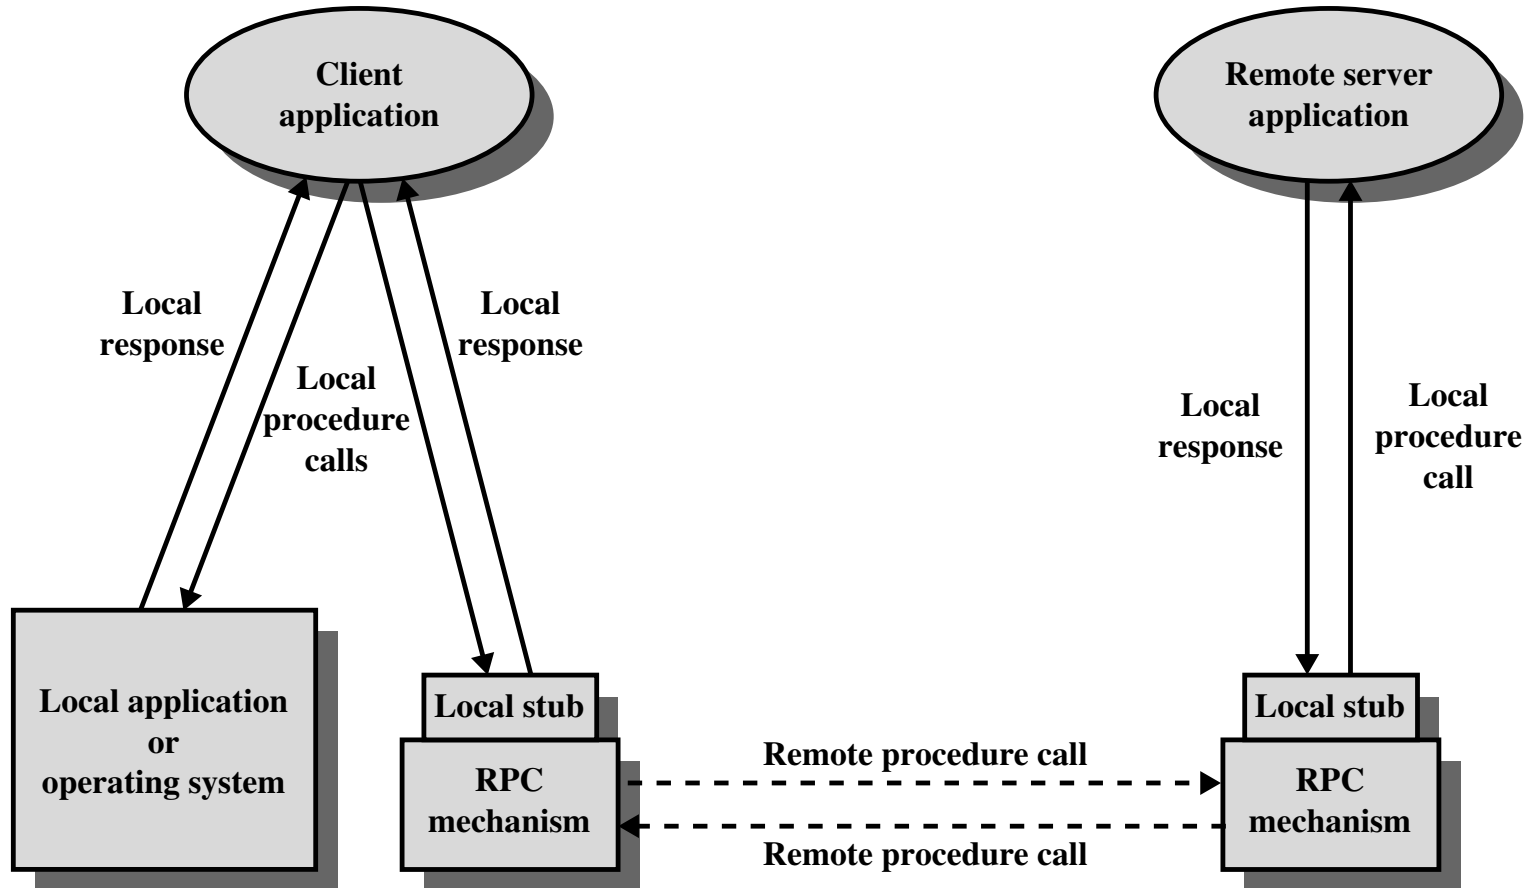 Client
application
Remote server
application
Local
response
Local
response
Local
procedure
calls
Local
response
Local
procedure
call
Local application
or
operating system
Local stub
RPC
mechanism
Remote procedure call
Remote procedure call
Local stub
RPC
mechanism